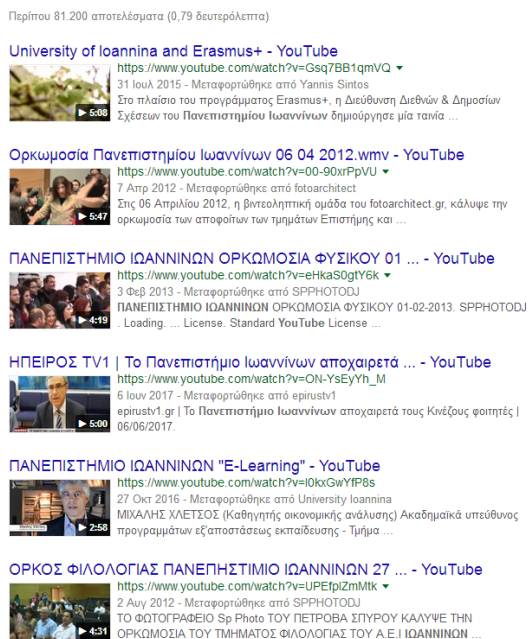 Περίπου 81.200 αποτελέσματα (0,79 δευτερόλεπτα)
University of Ioannina and Erasmus+ - YouTube
https://www.youtube.com/watch?v=Gsq7BB1qmVQ
31 Ιουλ 2015 - Μεταφορτώθηκε από Yannis Sintos
Στο πλαίσιο του προγράμματος Erasmus+, η Διεύθυνση Διεθνών & Δημοσίων
5:08
Σχέσεων του Πανεπιστημίου Ιωαννίνων δημιούργησε μία ταινία ...
Ορκωμοσία Πανεπιστημίου Ιωαννίνων 06 04 2012.wmv - YouTube
https://www.youtube.com/watch?v=00-90xrPpVU
7 Απρ 2012 - Μεταφορτώθηκε από fotoarchitect
Στις 06 Απριλίου 2012, η βιντεοληπτική ομάδα του fotoarchitect.gr, κάλυψε την
5:47
ορκωμοσία των αποφοίτων των τμημάτων Επιστήμης και ...
ΠΑΝΕΠΙΣΤΗΜΙΟ ΙΩΑΝΝΙΝΩΝ ΟΡΚΩΜΟΣΙΑ ΦΥΣΙΚΟΥ 01 ... - YouTube
https://www.youtube.com/watch?v=eHkaS0gtY6k
3 Φεβ 2013 - Μεταφορτώθηκε από SPPHOTODJ
ΠΑΝΕΠΙΣΤΗΜΙΟ ΙΩΑΝΝΙΝΩΝ ΟΡΚΩΜΟΣΙΑ ΦΥΣΙΚΟΥ 01-02-2013. SPPHOTODJ
4:19
. Loading. ... License. Standard YouTube License ...
ΗΠΕΙΡΟΣ TV1 | Το Πανεπιστήμιο Ιωαννίνων αποχαιρετά ... - YouTube
https://www.youtube.com/watch?v=ON-YsEyYh_M
6 Ιουν 2017 - Μεταφορτώθηκε από epirustv1
epirustv1.gr | Το Πανεπιστήμιο Ιωαννίνων αποχαιρετά τους Κινέζους φοιτητές |
5:00
06/06/2017.
ΠΑΝΕΠΙΣΤΗΜΙΟ ΙΩΑΝΝΙΝΩΝ "E-Learning" - YouTube
https://www.youtube.com/watch?v=l0kxGwYfP8s
27 Οκτ 2016 - Μεταφορτώθηκε από University Ioannina
ΜΙΧΑΗΛΣ ΧΛΕΤΣΟΣ (Καθηγητής οικονομικής ανάλυσης) Ακαδημαϊκά υπεύθυνος
2:58
προγραμμάτων εξ'αποστάσεως εκπαίδευσης - Τμήμα ...
ΟΡΚΟΣ ΦΙΛΟΛΟΓΙΑΣ ΠΑΝΕΠΗΣΤΙΜΙΟ ΙΩΑΝΝΙΝΩΝ 27 ... - YouTube
https://www.youtube.com/watch?v=UPEfplZmMtk
2 Αυγ 2012 - Μεταφορτώθηκε από SPPHOTODJ
ΤΟ ΦΩΤΟΓΡΑΦΕΙΟ Sp Photo ΤΟΥ ΠΕΤΡΟΒΑ ΣΠΥΡΟΥ ΚΑΛΥΨΕ ΤΗΝ
4:31
ΟΡΚΩΜΟΣΙΑ ΤΟΥ ΤΜΗΜΑΤΟΣ ΦΙΛΟΛΟΓΙΑΣ ΤΟΥ Α.Ε.Ι ΙΩΑΝΝΙΝΩΝ ...